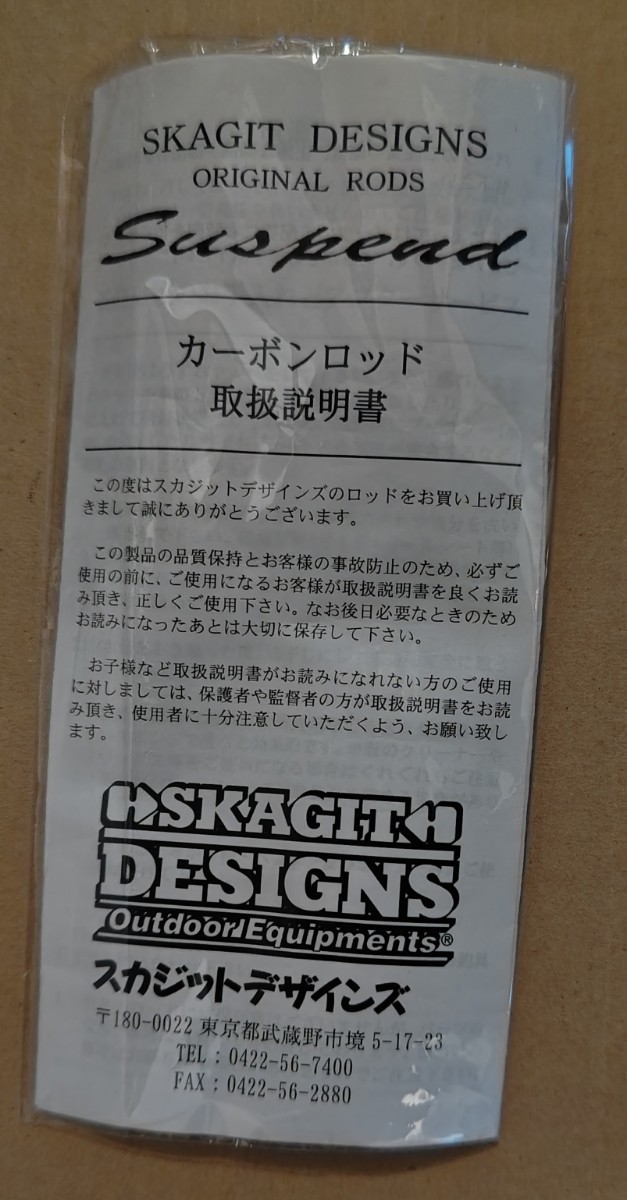 SKAGIT DESIGNS
ORIGINAL RODS
Suspend
カーボンロッド
取扱説明書
この度はスカジットデザインズのロッドをお買い上げ頂
きまして誠にありがとうございます。
この製品の品質保持とお客様の事故防止のため、必ずご
使用の前に、ご使用になるお客様が取扱説明書を良くお読
み頂き、正しくご使用下さい。なお後日必要なときのため
お読みになったあとは大切に保存して下さい。
お子様など取扱説明書がお読みになれない方のご使用
に対しましては、保護者や監督者の方が取扱説明書をお読
み頂き、使用者に十分注意していただくよう、お願い致し
ます。
SKAGIT
DESIGNS
Outdoor/Equipments®
スカジットデザインズ
〒180-0022 東京都武蔵野市境 5-17-23
TEL : 0422-56-7400
FAX : 0422-56-2880